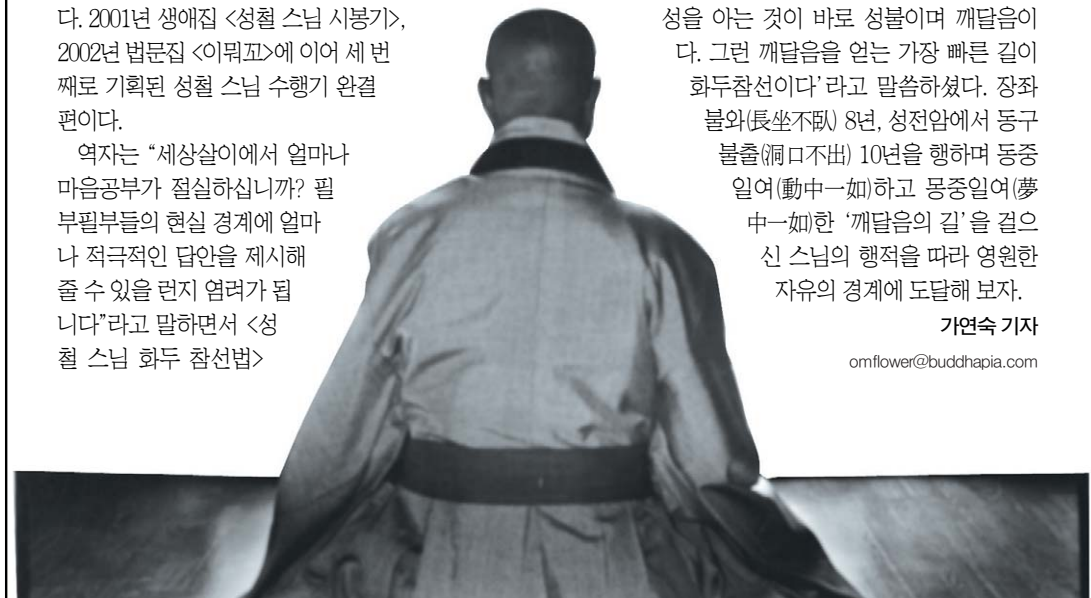 다. 2001년 생애집 <성철 스님 시봉기>,
2002년 법문집 <이뭐꼬>에 이어 세 번
째로 기획된 성철 스님 수행기 완결
편이다.
역자는 “세상살이에서 얼마나
마음공부가 절실하십니까? 필
부필부들의 현실 경계에 얼마
나 적극적인 답안을 제시해
줄 수 있을 런지 염려가 됩
니다”라고 말하면서 <성
철 스님 화두 참선법>
성을 아는 것이 바로 성불이며 깨달음이
다. 그런 깨달음을 얻는 가장 빠른 길이
화두참선이다’라고 말씀하셨다. 장좌
불와(長坐不臥) 8년, 성전암에서 동구
불출(洞口不出) 10년을 행하며 동중
일여(動中一如)하고 몽중일여(夢
中一如)한 ‘깨달음의 길’을 걸으
신 스님의 행적을 따라 영원한
자유의 경계에 도달해 보자.
가연숙 기자
omflower@buddhapia.com